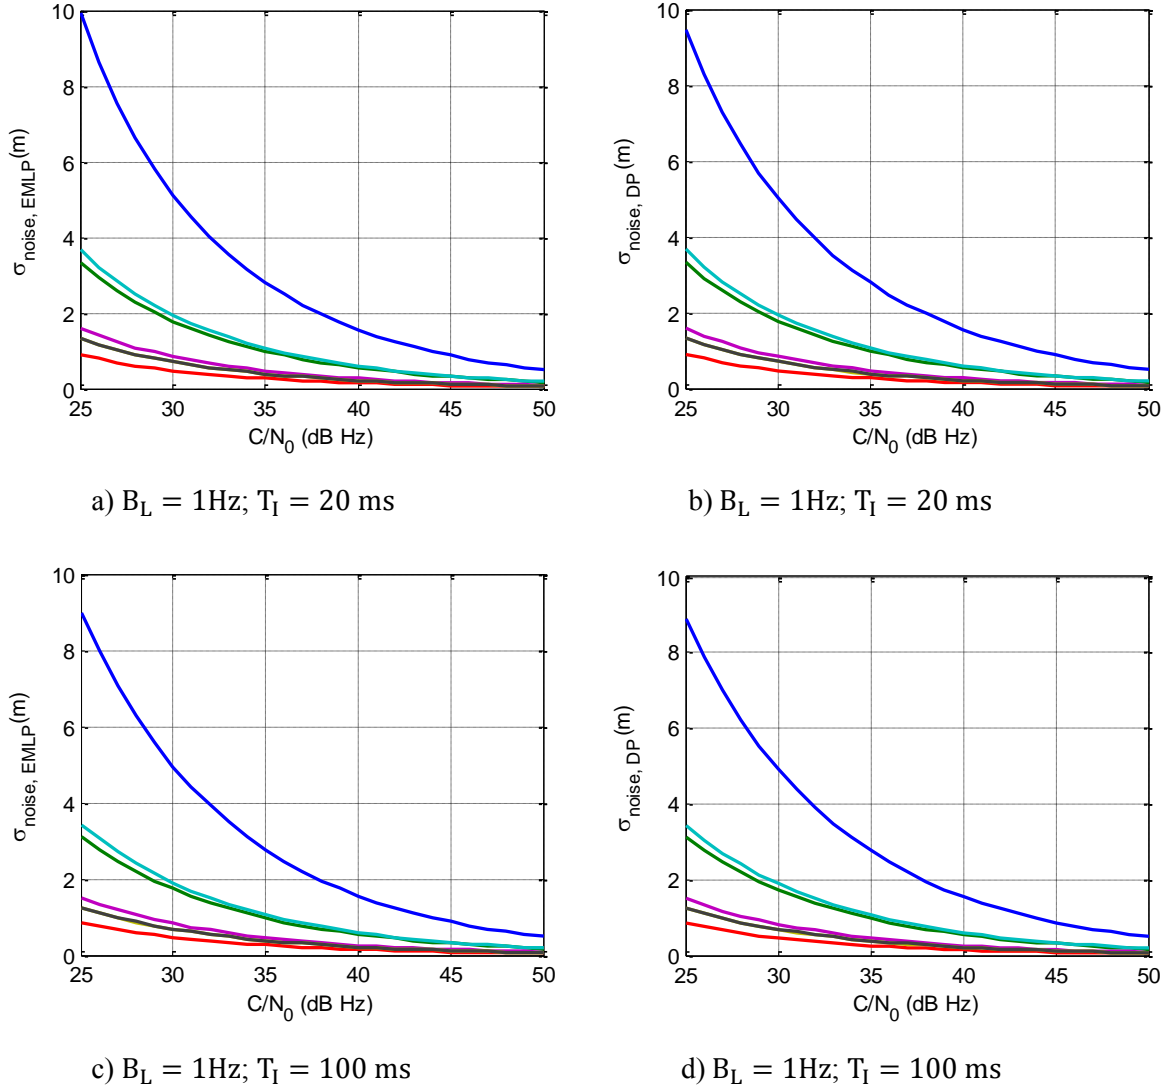 10
8
6
4
2
0
25 30 35 40 45 50
σnoise, EMLP (m)
C/N0 (dB Hz)
a) BL = 1Hz; TI = 20 ms
10
8
6
4
2
0
25 30 35 40 45 50
σnoise, DP (m)
C/N0 (dB Hz)
b) BL = 1Hz; TI = 20 ms
10
8
6
4
2
0
25 30 35 40 45 50
σnoise, EMLP (m)
C/N0 (dB Hz)
c) BL = 1Hz; TI = 100 ms
10
8
6
4
2
0
25 30 35 40 45 50
σnoise, DP (m)
C/N0 (dB Hz)
d) BL = 1Hz; TI = 100 ms